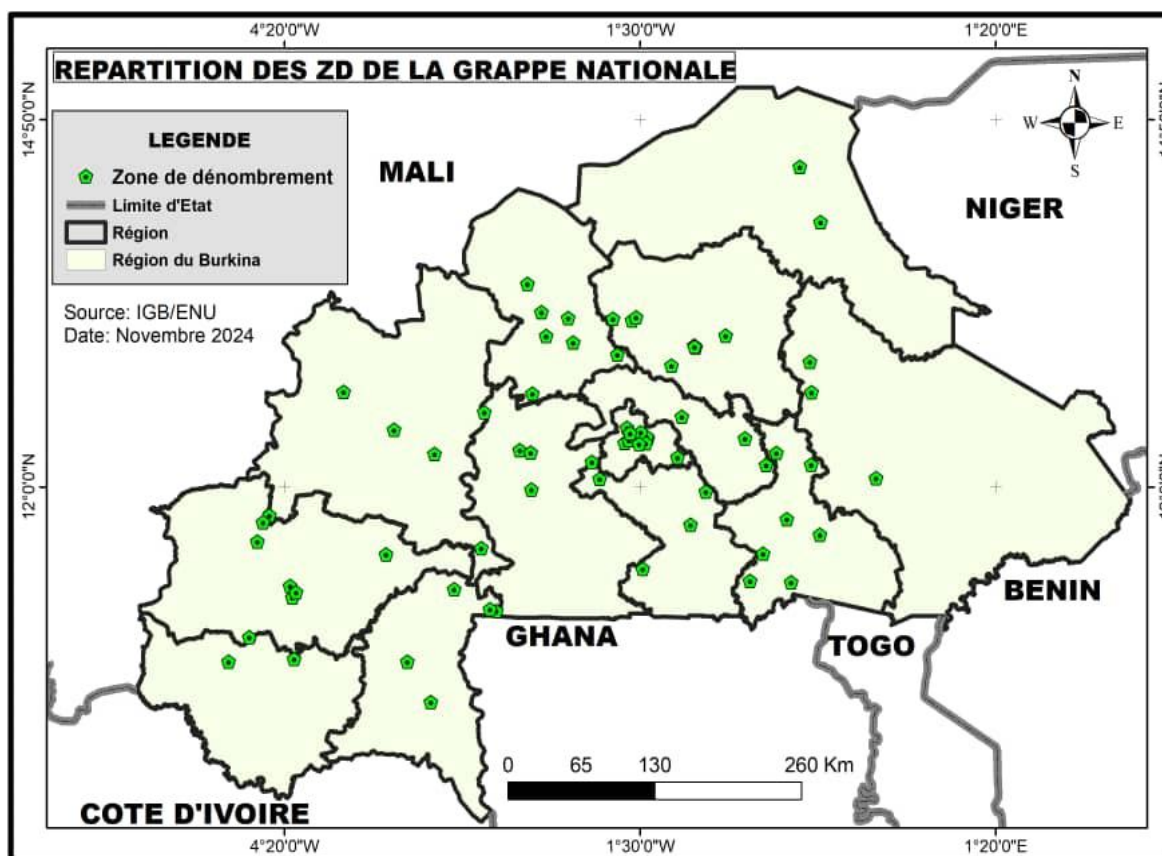 4°20'0"W 1°30'0"W 1°20'0"E
REPARTITION DES ZD DE LA GRAPPE NATIONALE
N
W E
S
14°50'0"N
LEGENDE
Zone de dénombrement
Limite d'Etat
Région
Région du Burkina
MALI
NIGER
Source: IGB/ENU
Date: Novembre 2024
12°0'0"N
BENIN
GHANA
TOGO
0 65 130 260 Km
COTE D'IVOIRE
4°20'0"W 1°30'0"W 1°20'0"E